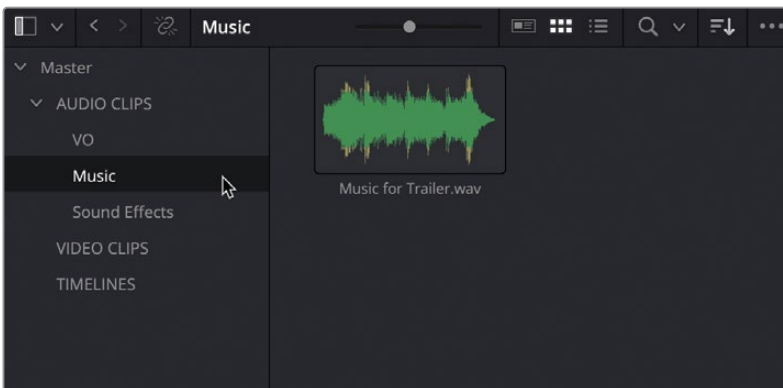 Music
Master
AUDIO CLIPS
VO
Music
Sound Effects
VIDEO CLIPS
TIMELINES
Music for Trailer.wav